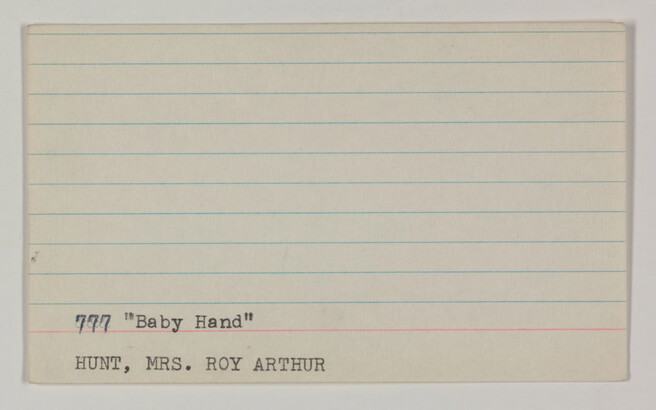 777 "Baby Hand"
HUNT, MRS. ROY ARTHUR